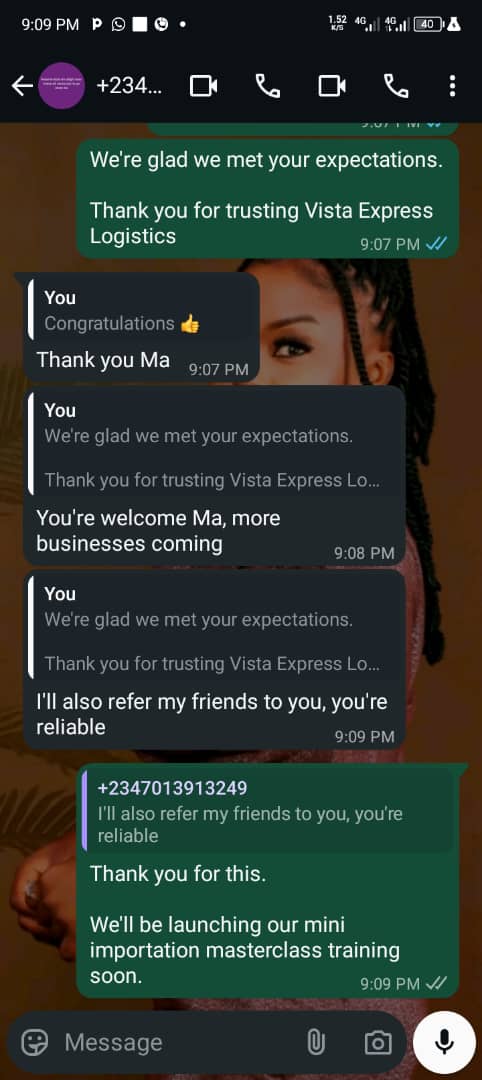 9:09 PM
1.52
K/S
4G
4G
40
+234...
We're glad we met your expectations.
Thank you for trusting Vista Express
Logistics
9:07 PM
You
Congratulations 👍
Thank you Ma
9:07 PM
You
We're glad we met your expectations.
Thank you for trusting Vista Express Lo...
You're welcome Ma, more
businesses coming
9:08 PM
You
We're glad we met your expectations.
Thank you for trusting Vista Express Lo...
I'll also refer my friends to you, you're
reliable
9:09 PM
+2347013913249
I'll also refer my friends to you, you're
reliable
Thank you for this.
We'll be launching our mini
importation masterclass training
soon.
9:09 PM
Message